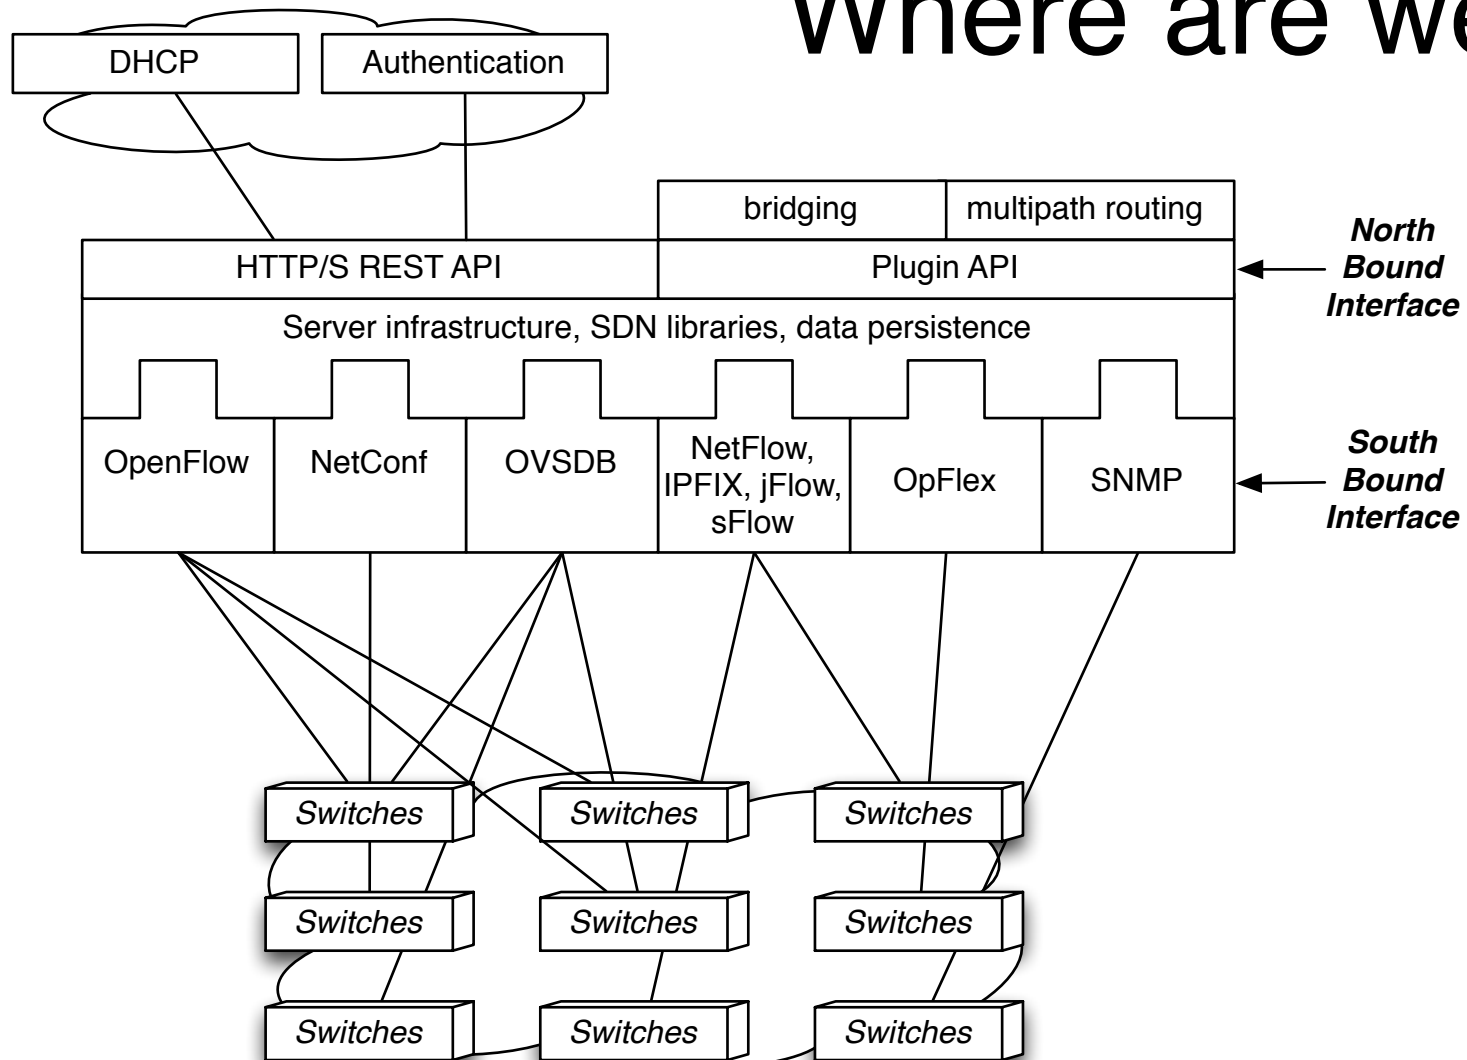 Where are we
DHCP
Authentication
bridging
multipath routing
HTTP/S REST API
Plugin API
North
Bound
Interface
Server infrastructure, SDN libraries, data persistence
OpenFlow
NetConf
OVSDB
NetFlow,
IPFIX, jFlow,
sFlow
OpFlex
SNMP
South
Bound
Interface
Switches
Switches
Switches
Switches
Switches
Switches
Switches
Switches
Switches